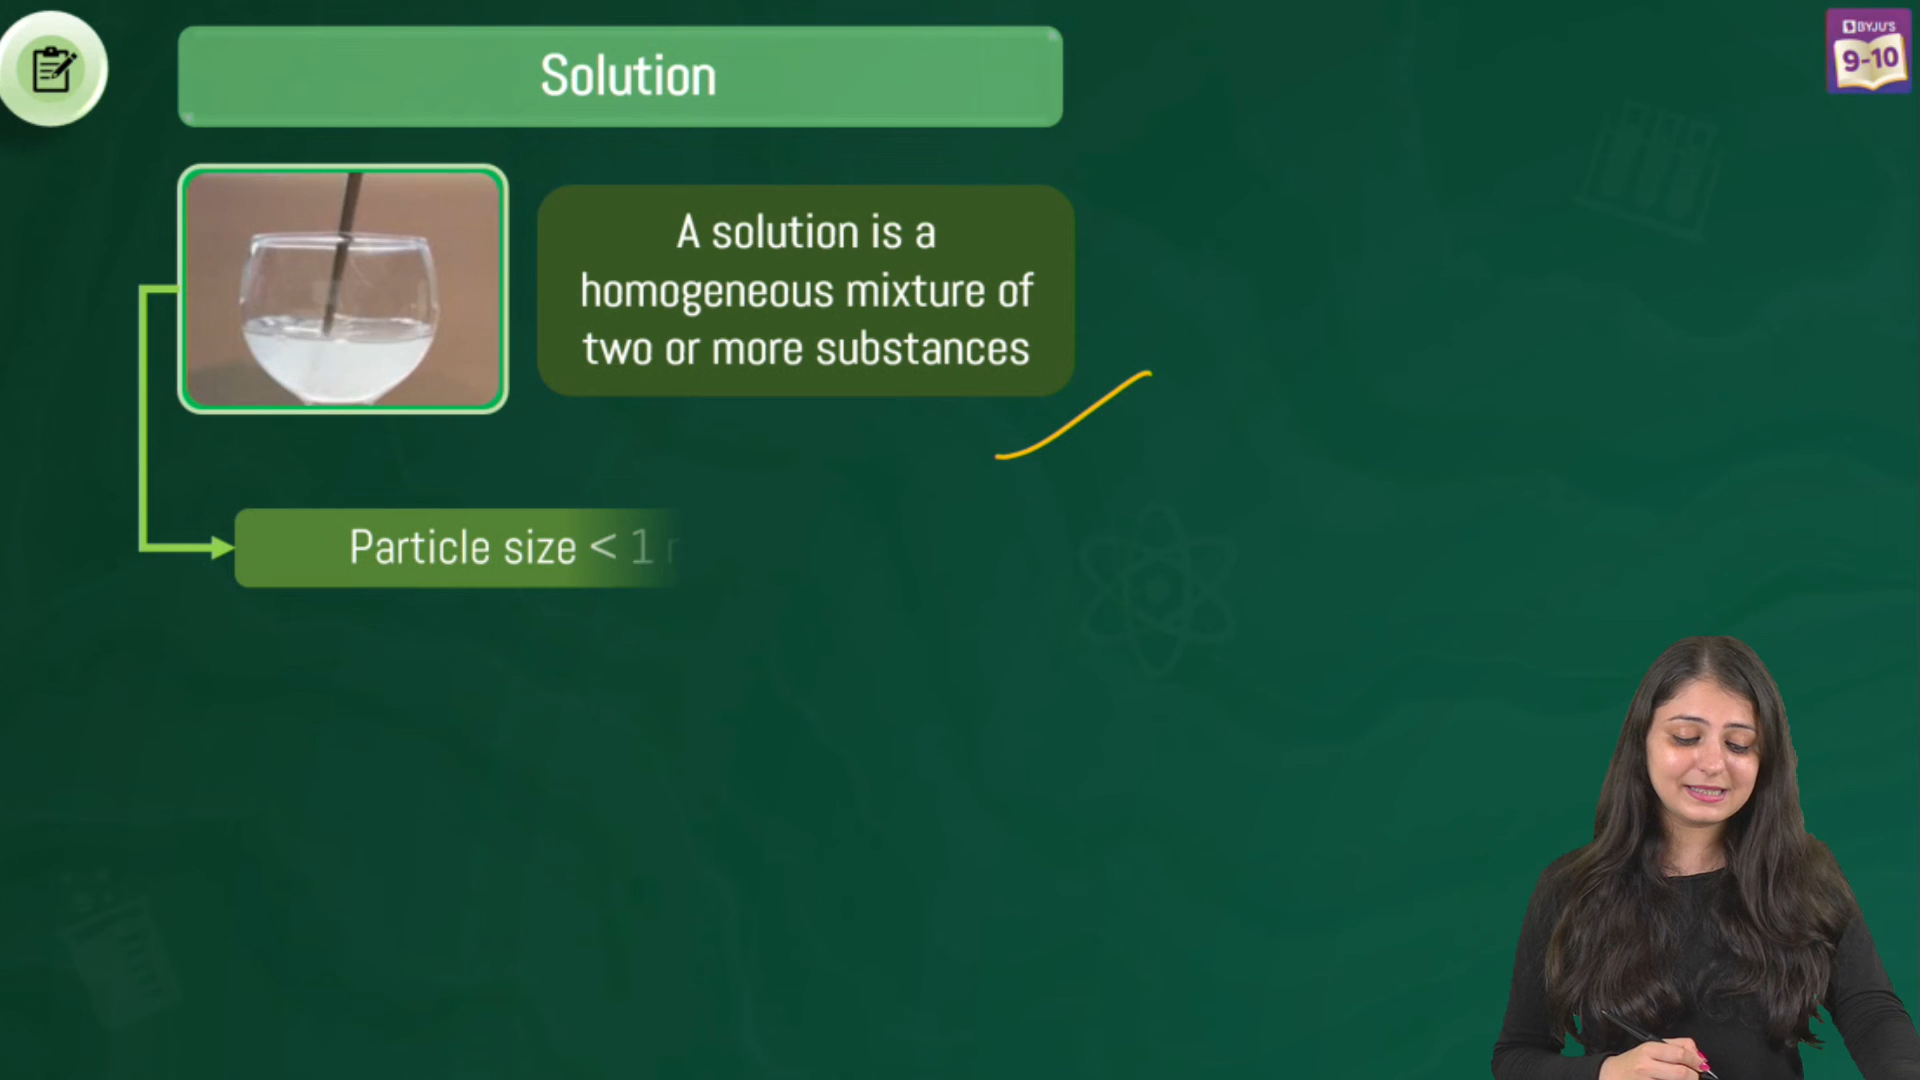 Solution
BYJU'S
9-10
A solution is a
homogeneous mixture of
two or more substances
Particle size < 1